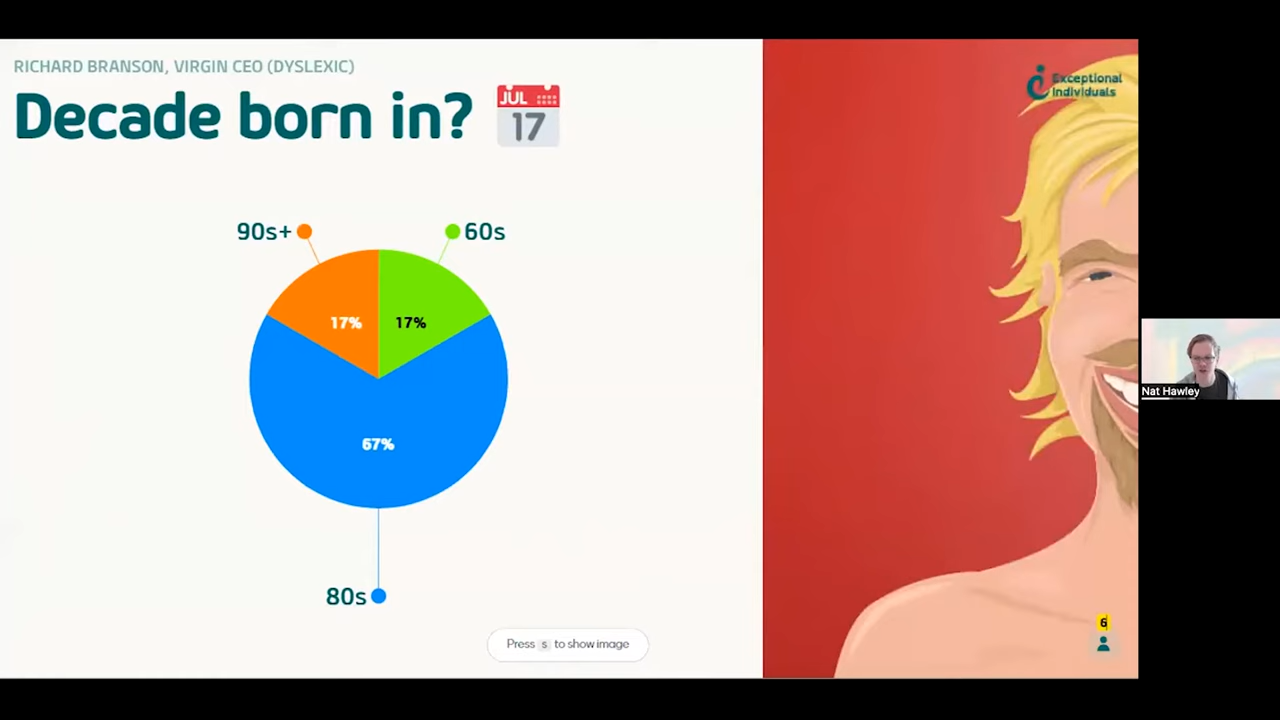 RICHARD BRANSON, VIRGIN CEO (DYSLEXIC)
Decade born in?
JUL
17
Exceptional
Individuals
90s+
60s
17%
17%
67%
80s
Press s to show image
6
Nat Hawley